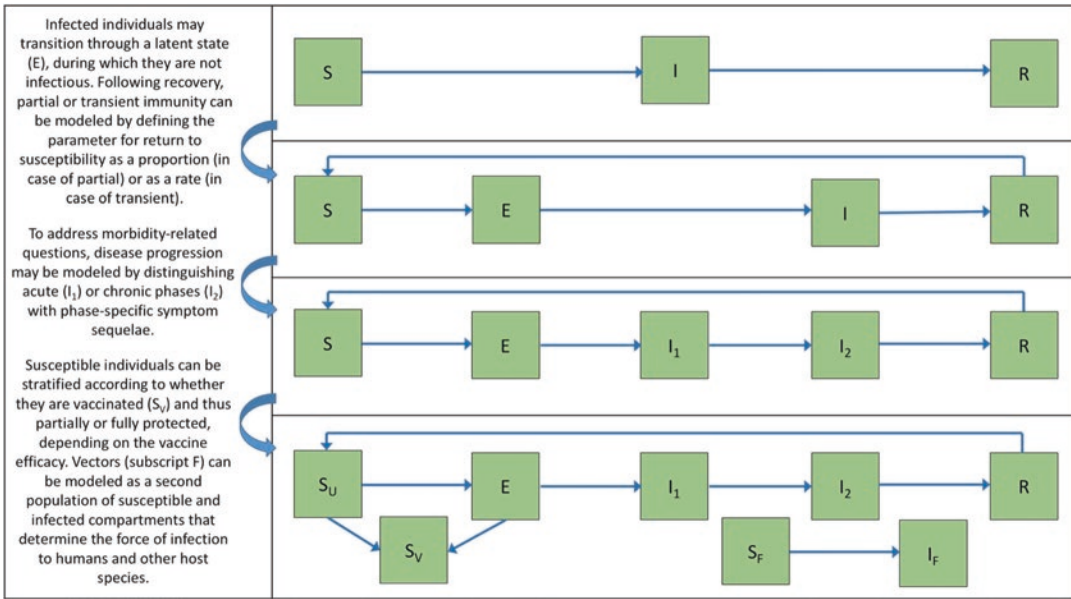 Infected individuals may
transition through a latent state
(E), during which they are not
infectious. Following recovery,
partial or transient immunity can
be modeled by defining the
parameter for return to
susceptibility as a proportion (in
case of partial) or as a rate (in
case of transient).
To address morbidity-related
questions, disease progression
may be modeled by distinguishing
acute (I₁) or chronic phases (I₂)
with phase-specific symptom
sequelae.
Susceptible individuals can be
stratified according to whether
they are vaccinated (Sᵥ) and thus
partially or fully protected,
depending on the vaccine
efficacy. Vectors (subscript F) can
be modeled as a second
population of susceptible and
infected compartments that
determine the force of infection
to humans and other host
species.
S I R
S E I R
S E I₁ I₂ R
S_U E I₁ I₂ R
S_V S_F I_F